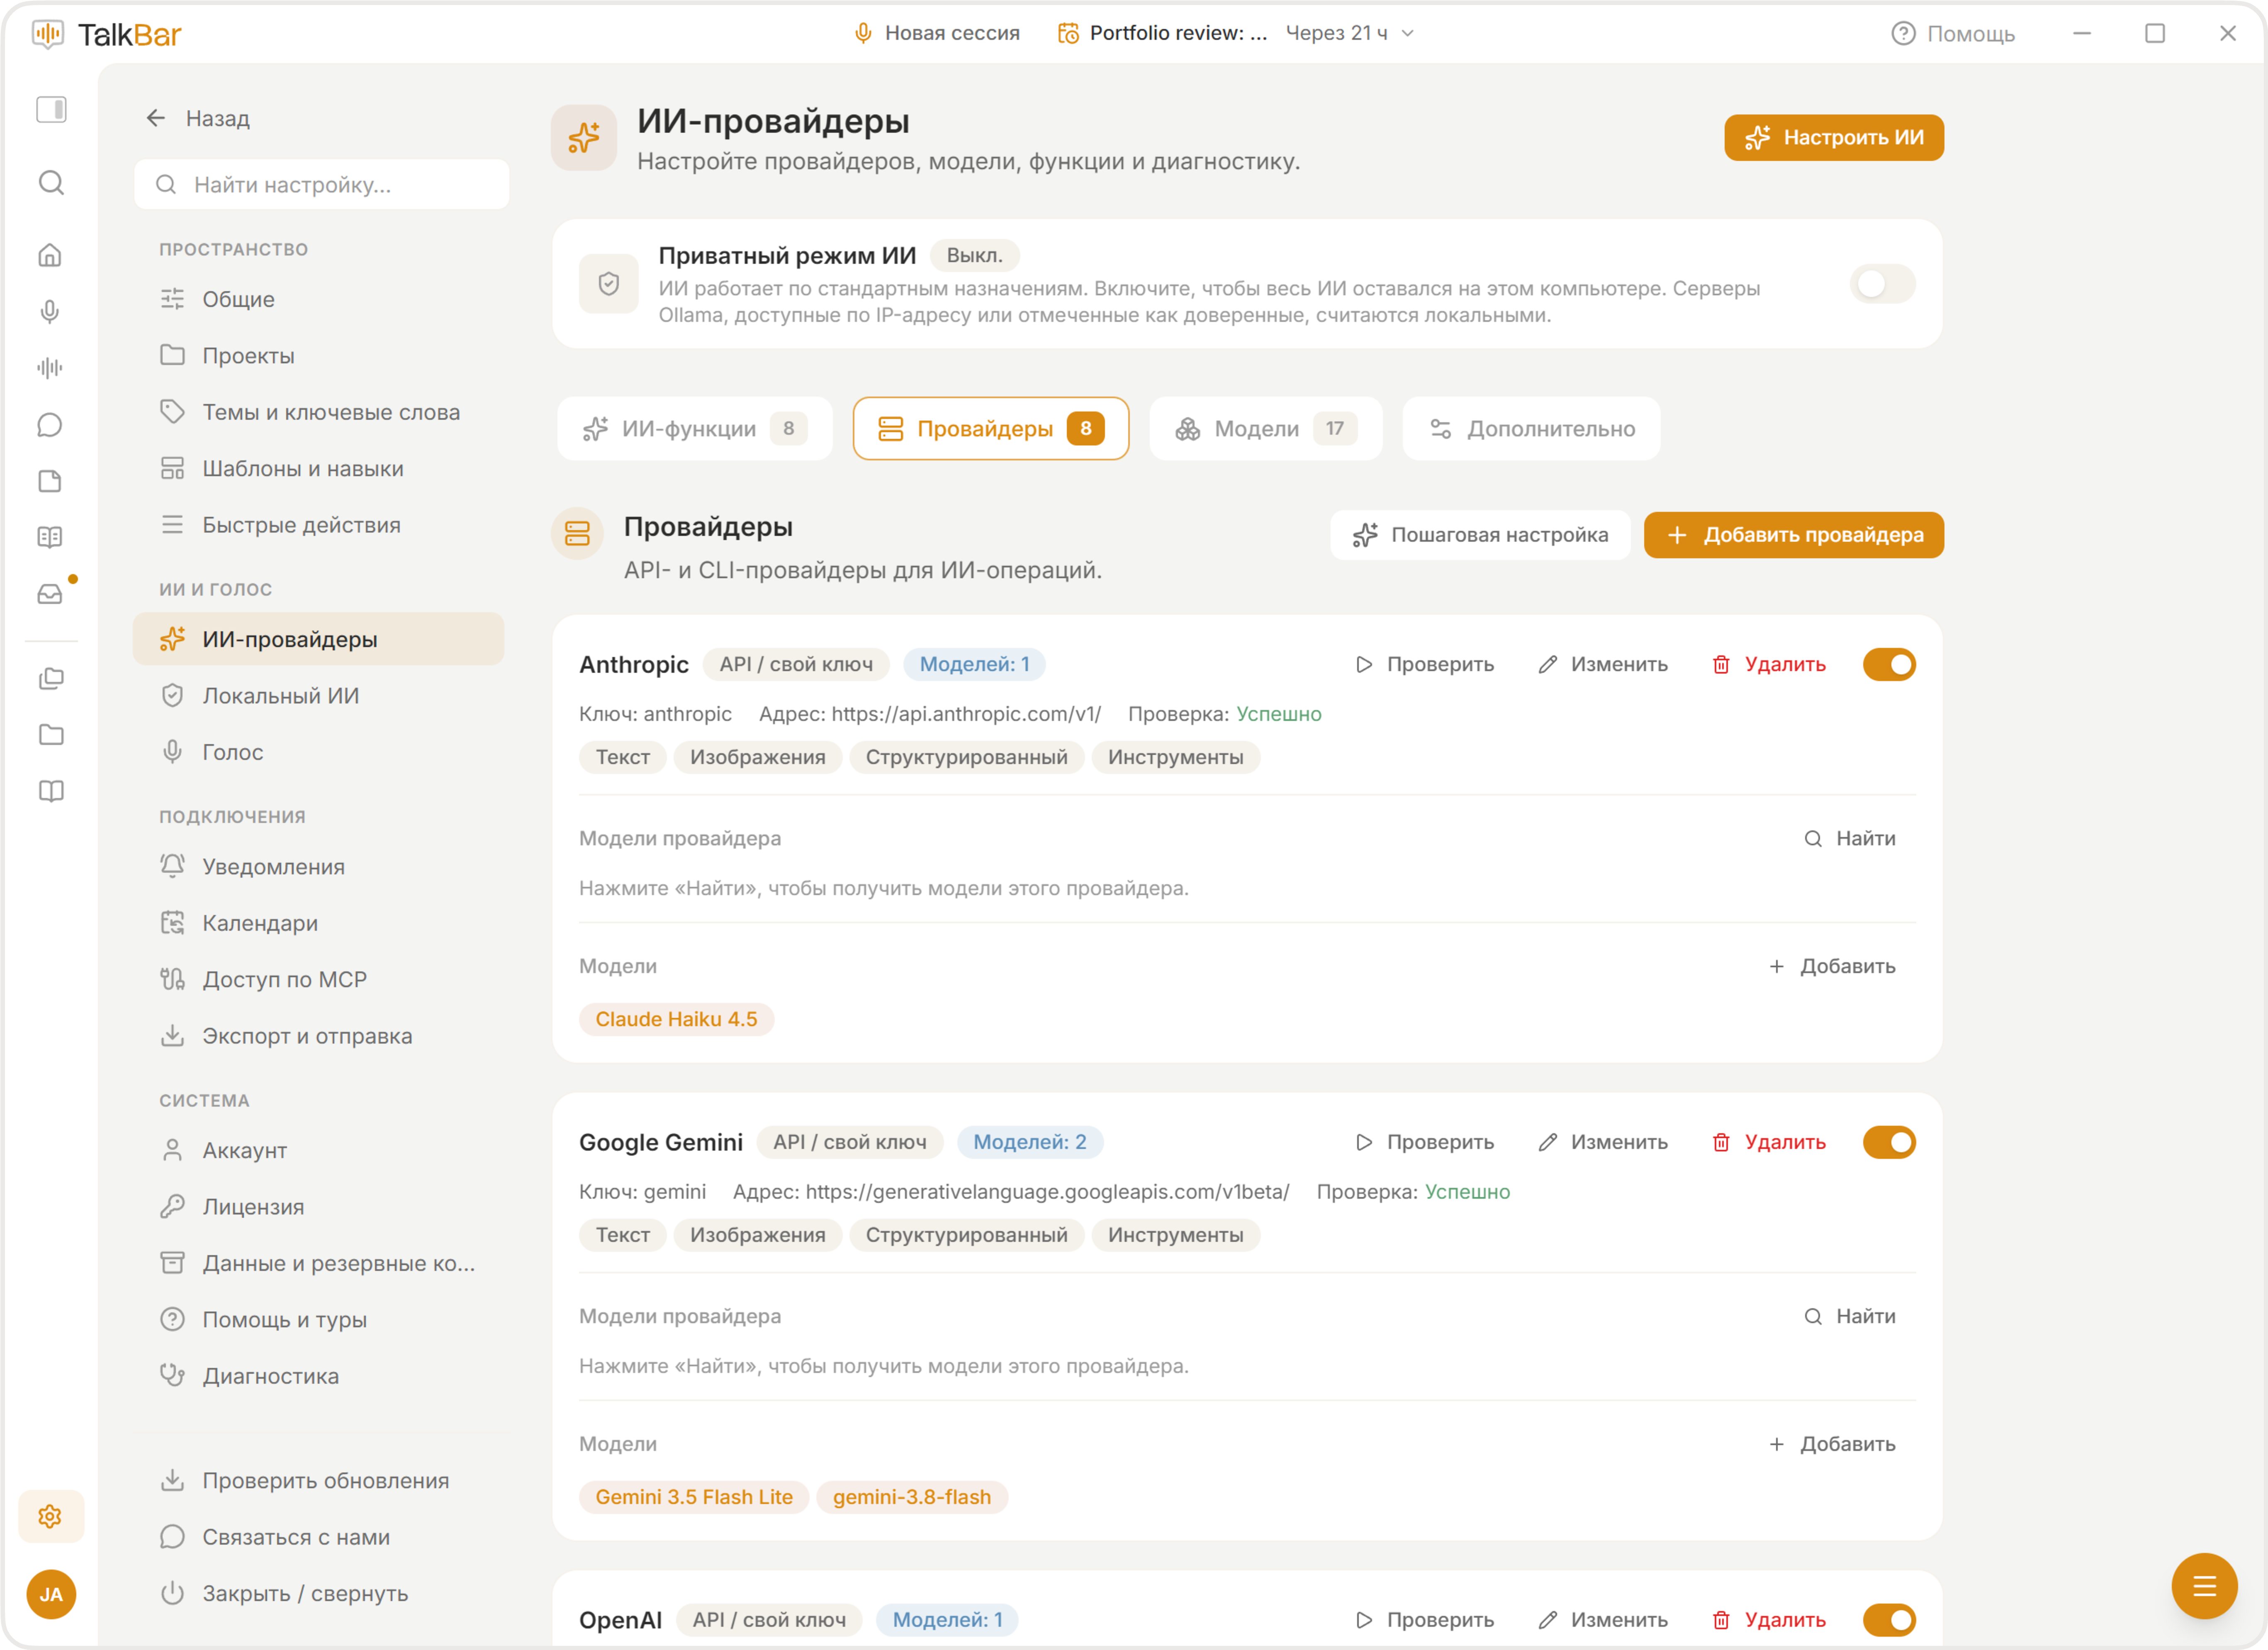 TalkBar
Новая сессия
Portfolio review: ...
Через 21 ч
Помощь
Назад
Найти настройку...
ПРОСТРАНСТВО
Общие
Проекты
Темы и ключевые слова
Шаблоны и навыки
Быстрые действия
ИИ И ГОЛОС
ИИ-провайдеры
Локальный ИИ
Голос
ПОДКЛЮЧЕНИЯ
Уведомления
Календари
Доступ по MCP
Экспорт и отправка
СИСТЕМА
Аккаунт
Лицензия
Данные и резервные ко...
Помощь и туры
Диагностика
Проверить обновления
Связаться с нами
Закрыть / свернуть
JA
ИИ-провайдеры
Настройте провайдеров, модели, функции и диагностику.
Настроить ИИ
Приватный режим ИИ Выкл.
ИИ работает по стандартным назначениям. Включите, чтобы весь ИИ оставался на этом компьютере. Серверы
Ollama, доступные по IP-адресу или отмеченные как доверенные, считаются локальными.
ИИ-функции 8
Провайдеры 8
Модели 17
Дополнительно
Провайдеры
API- и CLI-провайдеры для ИИ-операций.
Пошаговая настройка
Добавить провайдера
Anthropic API / свой ключ Моделей: 1 Проверить Изменить Удалить
Ключ: anthropic Адрес: https://api.anthropic.com/v1/ Проверка: Успешно
Текст Изображения Структурированный Инструменты
Модели провайдера Найти
Нажмите «Найти», чтобы получить модели этого провайдера.
Модели Добавить
Claude Haiku 4.5
Google Gemini API / свой ключ Моделей: 2 Проверить Изменить Удалить
Ключ: gemini Адрес: https://generativelanguage.googleapis.com/v1beta/ Проверка: Успешно
Текст Изображения Структурированный Инструменты
Модели провайдера Найти
Нажмите «Найти», чтобы получить модели этого провайдера.
Модели Добавить
Gemini 3.5 Flash Lite gemini-3.8-flash
OpenAI API / свой ключ Моделей: 1 Проверить Изменить Удалить